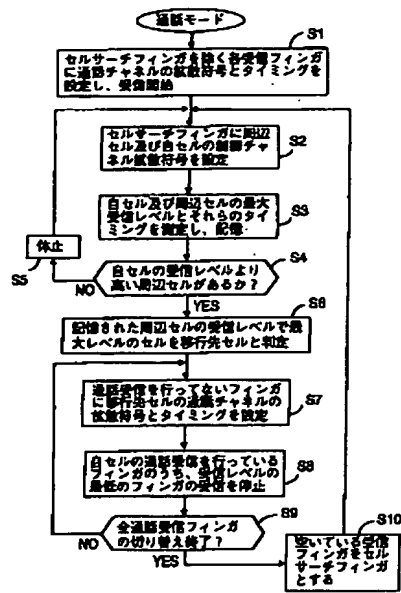 通話モード
S1
セルサーチフィンガを除く各受信フィンガ
に通話チャネルの拡散符号とタイミングを
設定し、受信開始
セルサーチフィンガに周辺
セル及び自セルの制御チャ
ネル拡散符号を設定
S2
自セル及び周辺セルの最大
受信レベルとそれらのタイ
ミングを測定し、記憶
S3
休止
S5
自セルの受信レベルより
高い周辺セルがあるか？
S4
NO
YES
記憶された周辺セルの受信レベルで最
大レベルのセルを移行先セルと判定
S6
通話受信を行ってないフィンガ
に移行先セルの通話チャネルの
拡散符号とタイミングを設定
S7
自セルの通話受信を行っている
フィンガのうち、受信レベルの
最低のフィンガの受信を停止
S8
全通話受信フィンガ
の切り替え終了？
S9
NO
YES
空いている受信
フィンガをセル
サーチフィンガ
とする
S10